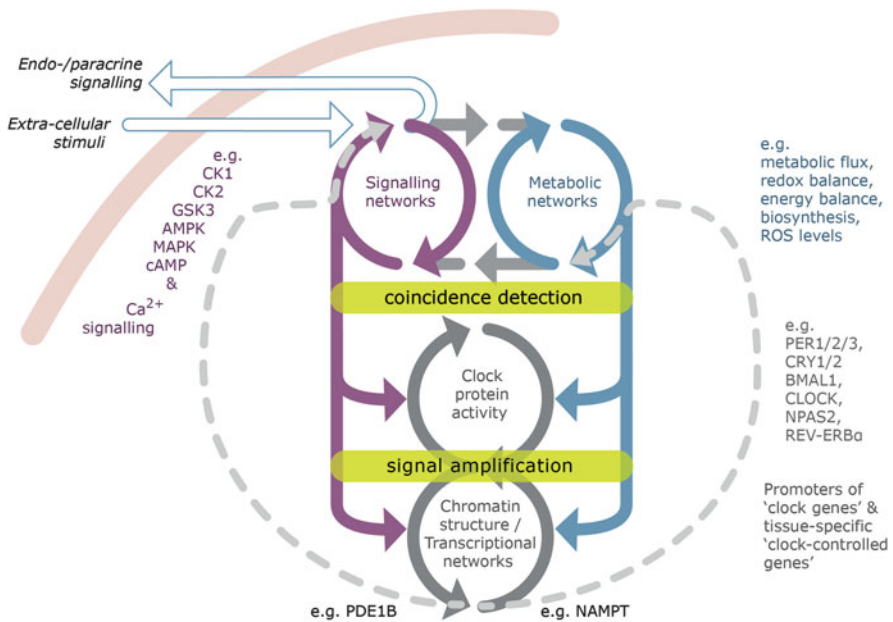 Endo-/paracrine
signalling
Extra-cellular
stimuli
e.g.
CK1
CK2
GSK3
AMPK
MAPK
cAMP
&
Ca²⁺
signalling
Signalling
networks
Metabolic
networks
e.g.
metabolic flux,
redox balance,
energy balance,
biosynthesis,
ROS levels
coincidence detection
Clock
protein
activity
e.g.
PER1/2/3,
CRY1/2
BMAL1,
CLOCK,
NPAS2,
REV-ERBα
signal amplification
Chromatin
structure /
Transcriptional
networks
Promoters of
‘clock genes’ &
tissue-specific
‘clock-controlled
genes’
e.g. PDE1B
e.g. NAMPT